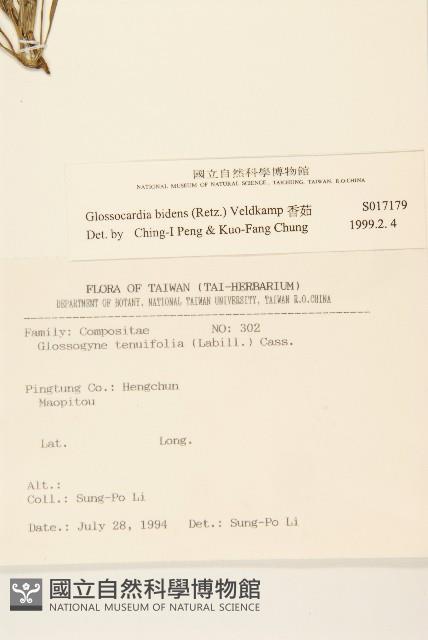 國立自然科學博物館
NATIONAL MUSEUM OF NATURAL SCIENCE, TAICHUNG, TAIWAN, R.O.CHINA
Glossocardia bidens (Retz.) Veldkamp 香茹 S017179
Det. by Ching-I Peng & Kuo-Fang Chung 1999.2. 4
FLORA OF TAIWAN (TAI-HERBARIUM)
DEPARTMENT OF BOTANY, NATIONAL TAIWAN UNIVERSITY, TAIWAN R.O.CHINA
Family: Compositae NO: 302
Glossogyne tenuifolia (Labill.) Cass.
Pingtung Co.: Hengchun
Maopitou
Lat. Long.
Alt.:
Coll.: Sung-Po Li
Date.: July 28, 1994 Det.: Sung-Po Li
國立自然科學博物館
NATIONAL MUSEUM OF NATURAL SCIENCE